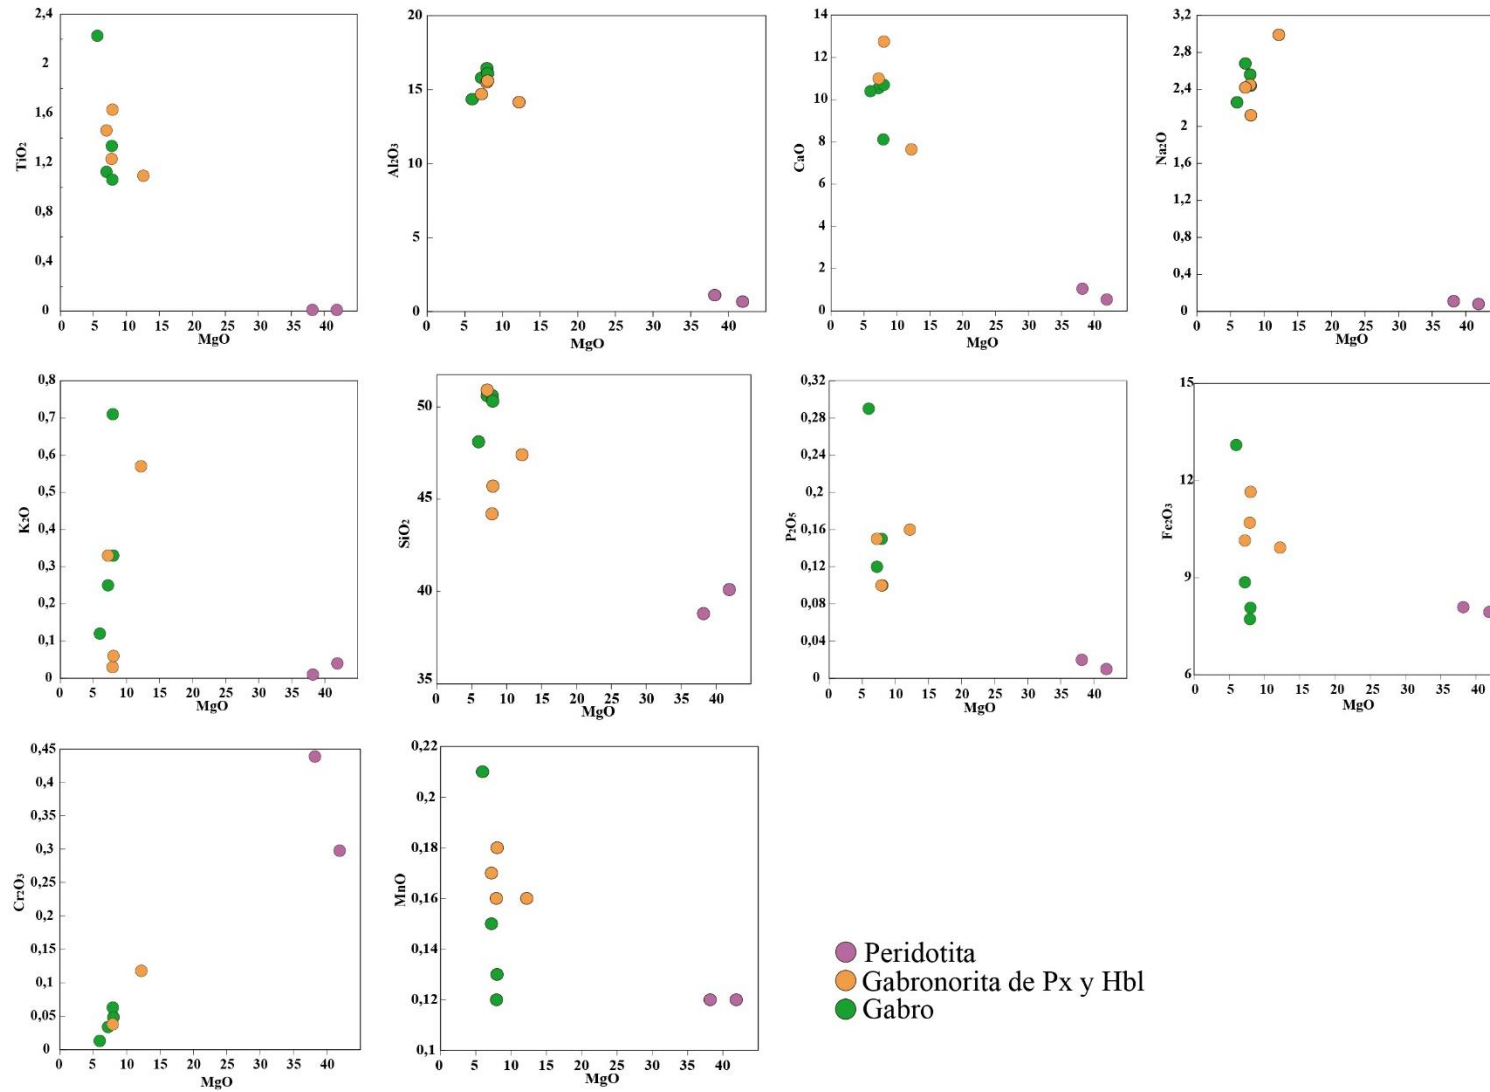 2,4
2
1,6
1,2
0,8
0,4
0
TiO₂
0 5 10 15 20 25 30 35 40
MgO
20
15
10
5
0
Al₂O₃
0 5 10 15 20 25 30 35 40
MgO
14
12
10
8
6
4
2
0
CaO
0 5 10 15 20 25 30 35 40
MgO
3,2
2,8
2,4
2
1,6
1,2
0,8
0,4
0
Na₂O
0 5 10 15 20 25 30 35 40
MgO
0,8
0,7
0,6
0,5
0,4
0,3
0,2
0,1
0
K₂O
0 5 10 15 20 25 30 35 40
MgO
50
45
40
35
SiO₂
0 5 10 15 20 25 30 35 40
MgO
0,32
0,28
0,24
0,2
0,16
0,12
0,08
0,04
0
P₂O₅
0 5 10 15 20 25 30 35 40
MgO
15
12
9
6
Fe₂O₃
0 5 10 15 20 25 30 35 40
MgO
0,45
0,4
0,35
0,3
0,25
0,2
0,15
0,1
0,05
0
Cr₂O₃
0 5 10 15 20 25 30 35 40
MgO
0,22
0,2
0,18
0,16
0,14
0,12
0,1
MnO
0 5 10 15 20 25 30 35 40
MgO
Peridotita
Gabronorita de Px y Hbl
Gabro